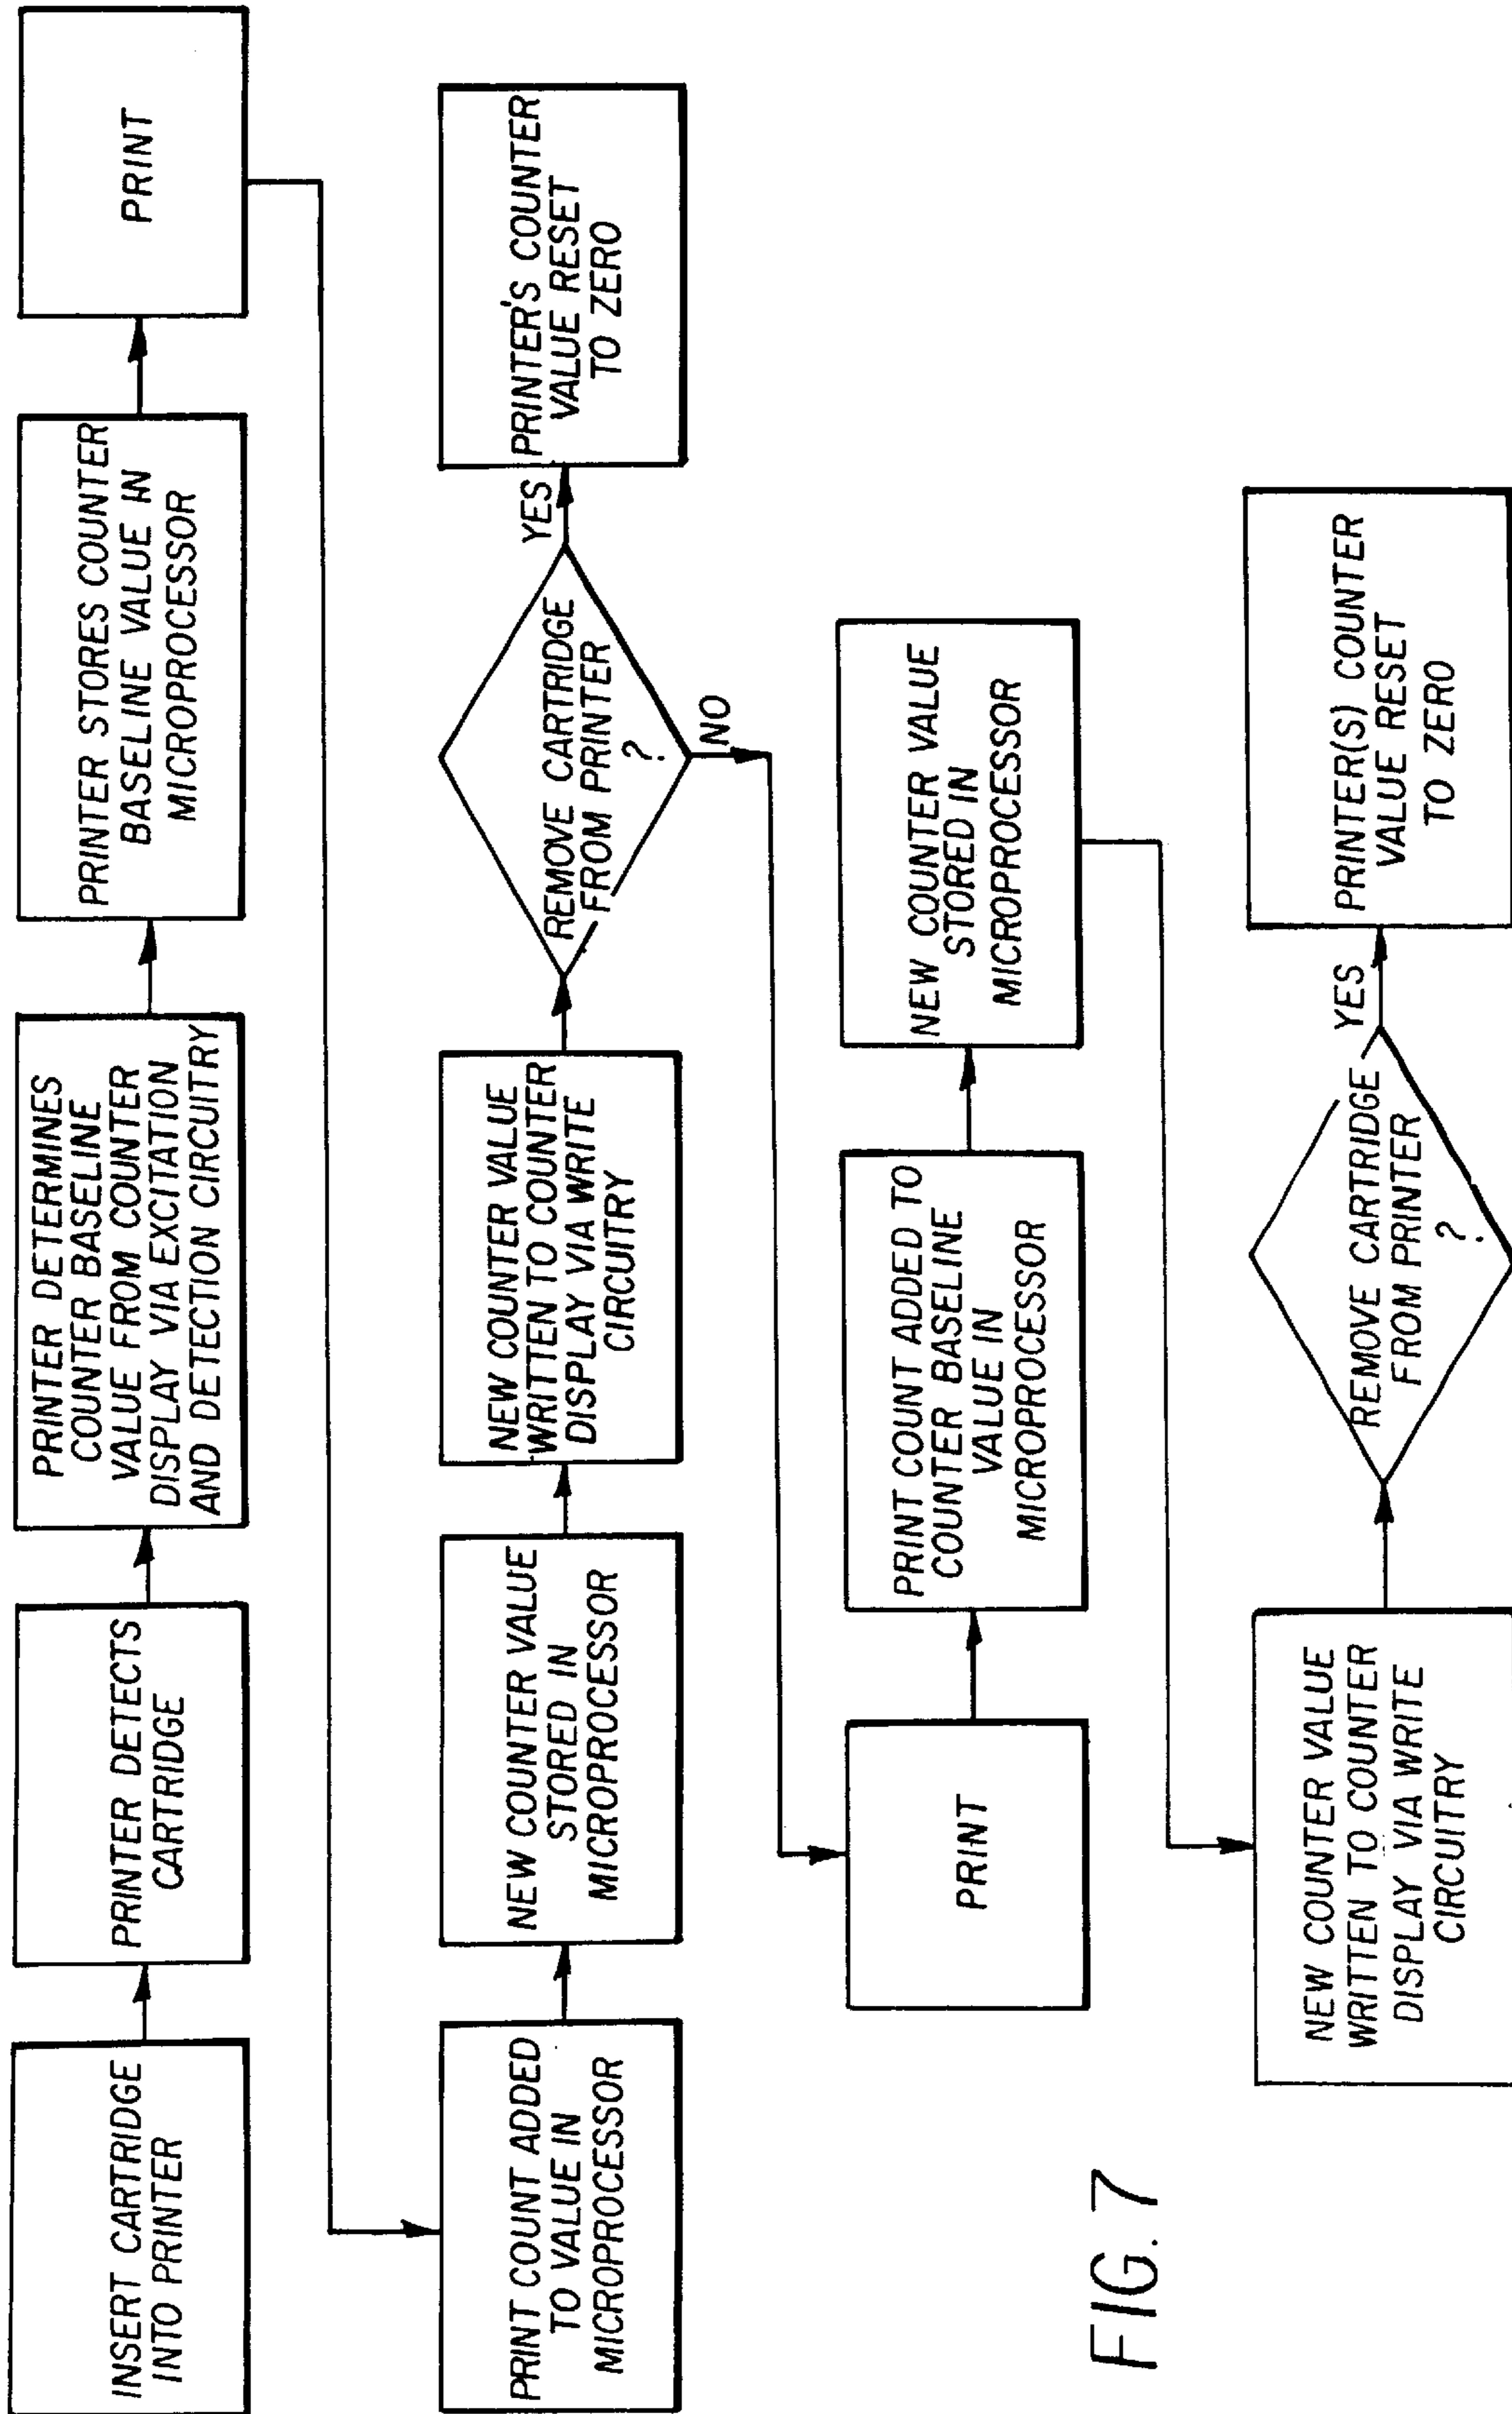 INSERT CARTRIDGE
INTO PRINTER
PRINTER DETECTS
CARTRIDGE
PRINTER DETERMINES
COUNTER BASELINE
VALUE FROM COUNTER
DISPLAY VIA EXCITATION
AND DETECTION CIRCUITRY
PRINTER STORES COUNTER
BASELINE VALUE IN
MICROPROCESSOR
PRINT
PRINT COUNT ADDED
TO VALUE IN
MICROPROCESSOR
NEW COUNTER VALUE
STORED IN
MICROPROCESSOR
NEW COUNTER VALUE
WRITTEN TO COUNTER
DISPLAY VIA WRITE
CIRCUITRY
REMOVE CARTRIDGE
FROM PRINTER
?
YES
PRINTER'S COUNTER
VALUE RESET
TO ZERO
NO
PRINT
PRINT COUNT ADDED TO
COUNTER BASELINE
VALUE IN
MICROPROCESSOR
NEW COUNTER VALUE
STORED IN
MICROPROCESSOR
NEW COUNTER VALUE
WRITTEN TO COUNTER
DISPLAY VIA WRITE
CIRCUITRY
REMOVE CARTRIDGE
FROM PRINTER
?
YES
PRINTER(S) COUNTER
VALUE RESET
TO ZERO
FIG. 7